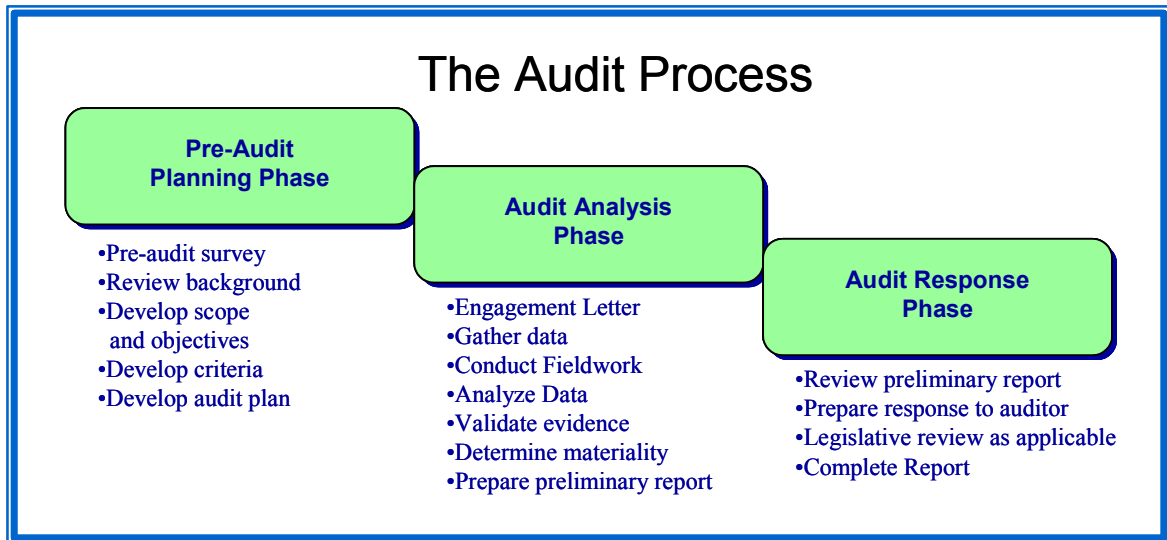 The Audit Process
Pre-Audit
Planning Phase
•Pre-audit survey
•Review background
•Develop scope
and objectives
•Develop criteria
•Develop audit plan
Audit Analysis
Phase
•Engagement Letter
•Gather data
•Conduct Fieldwork
•Analyze Data
•Validate evidence
•Determine materiality
•Prepare preliminary report
Audit Response
Phase
•Review preliminary report
•Prepare response to auditor
•Legislative review as applicable
•Complete Report